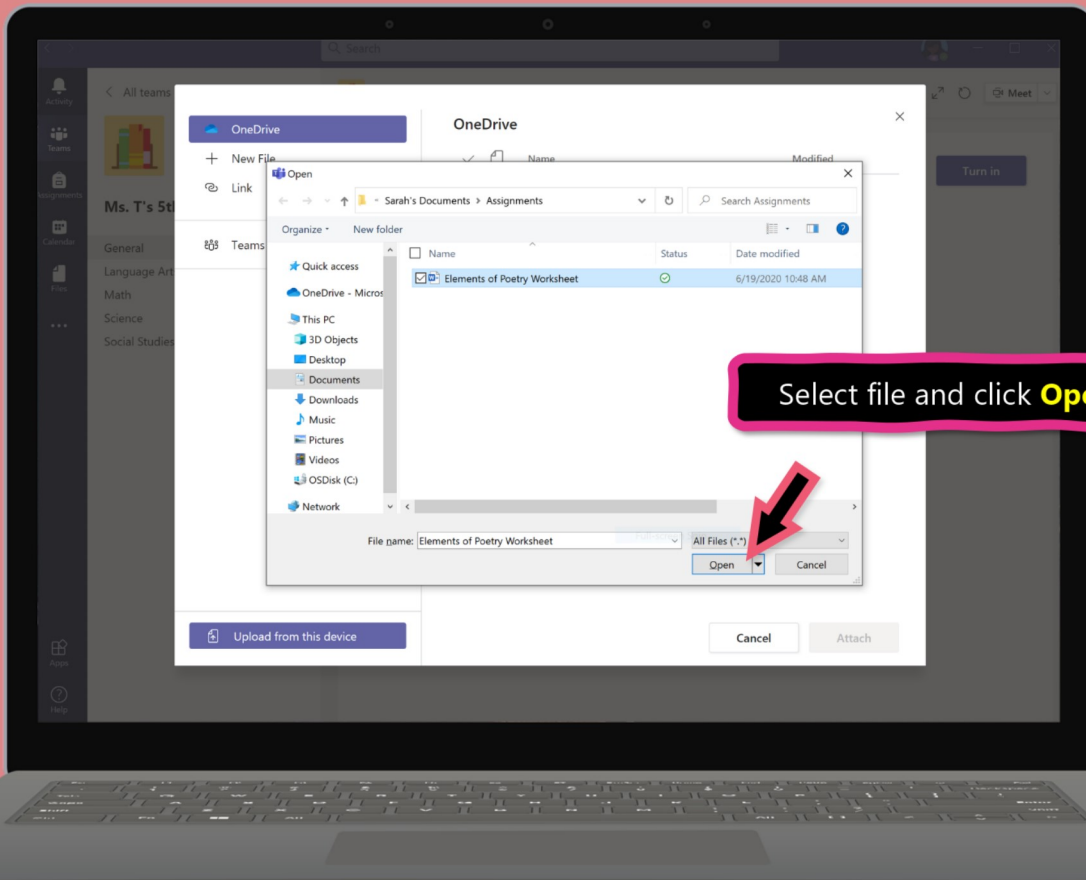 Search
Activity
Teams
Assignments
Calendar
Files
Apps
Help
All teams
Ms. T's 5t
General
Language Art
Math
Science
Social Studies
Meet
Turn in
OneDrive
New File
Link
Teams
Upload from this device
OneDrive
Name Modified
Cancel Attach
Open
Sarah's Documents > Assignments
Search Assignments
Organize New folder
Name Status Date modified
Elements of Poetry Worksheet 6/19/2020 10:48 AM
Quick access
OneDrive - Micros
This PC
3D Objects
Desktop
Documents
Downloads
Music
Pictures
Videos
OSDisk (C:)
Network
File name: Elements of Poetry Worksheet All Files (*.*)
Open Cancel
Select file and click Ope